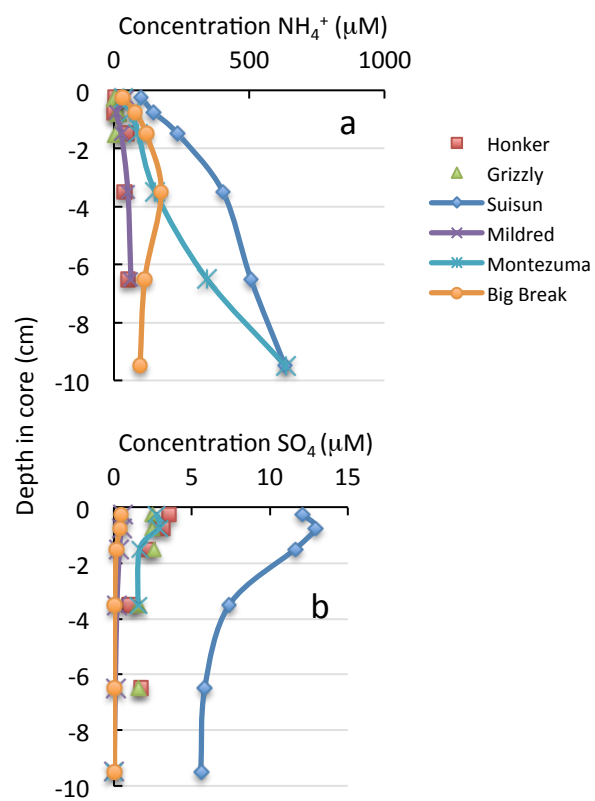 Concentration NH₄⁺ (µM)
0 500 1000
0
-2
-4
-6
-8
-10
a
Honker
Grizzly
Suisun
Mildred
Montezuma
Big Break
Depth in core (cm)
Concentration SO₄ (µM)
0 5 10 15
0
-2
-4
-6
-8
-10
b